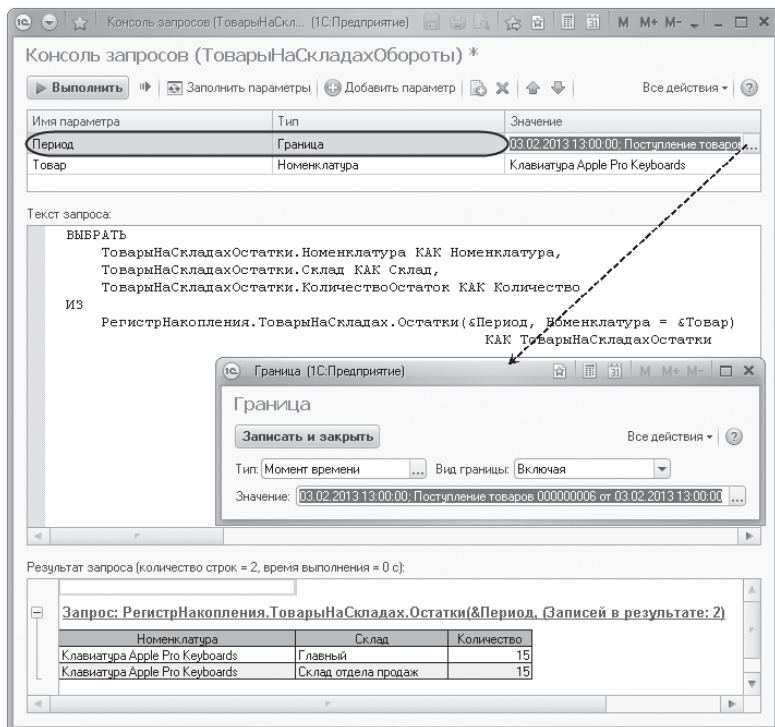 Консоль запросов (ТоварыНаСкл... (1С:Предприятие) M M+ M-
Консоль запросов (ТоварыНаСкладахОбороты) *
Выполнить Заполнить параметры Добавить параметр Все действия
Имя параметра Тип Значение
Период Граница 03.02.2013 13:00:00; Поступление товаров ...
Товар Номенклатура Клавиатура Apple Pro Keyboards
Текст запроса:
ВЫБРАТЬ
ТоварыНаСкладахОстатки.Номенклатура КАК Номенклатура,
ТоварыНаСкладахОстатки.Склад КАК Склад,
ТоварыНаСкладахОстатки.КоличествоОстаток КАК Количество
ИЗ
РегистрНакопления.ТоварыНаСкладах.Остатки(&Период, Номенклатура = &Товар)
КАК ТоварыНаСкладахОстатки
Граница (1С:Предприятие) 31 M M+ M-
Граница
Записать и закрыть Все действия ?
Тип: Момент времени ... Вид границы: Включая
Значение: 03.02.2013 13:00:00; Поступление товаров 000000006 от 03.02.2013 13:00:00 ...
Результат запроса (количество строк = 2, время выполнения = 0 с):
Запрос: РегистрНакопления.ТоварыНаСкладах.Остатки(&Период, (Записей в результате: 2)
Номенклатура Склад Количество
Клавиатура Apple Pro Keyboards Главный 15
Клавиатура Apple Pro Keyboards Склад отдела продаж 15